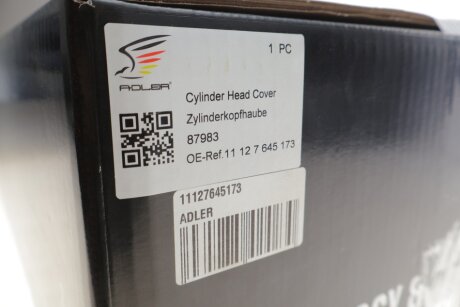 1 PC
ADLER
Cylinder Head Cover
Zylinderkopfhaube
87983
OE-Ref.11 12 7 645 173
11127645173
ADLER